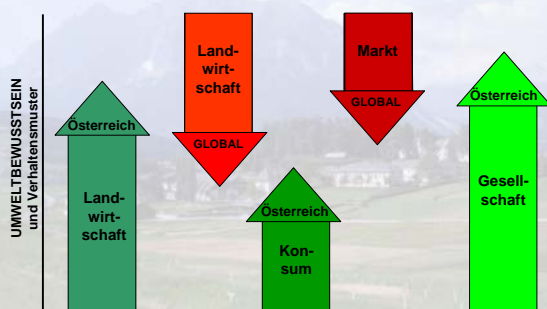 UMWELTBEWUSSTSEIN
und Verhaltensmuster
Österreich
Land-
wirt-
schaft
Land-
wirt-
schaft
GLOBAL
Österreich
Kon-
sum
Markt
GLOBAL
Österreich
Gesell-
schaft